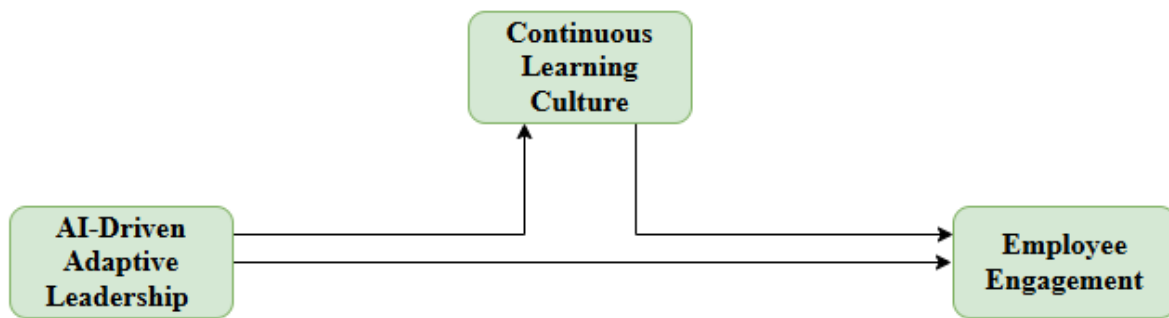 Continuous
Learning
Culture
AI-Driven
Adaptive
Leadership
Employee
Engagement